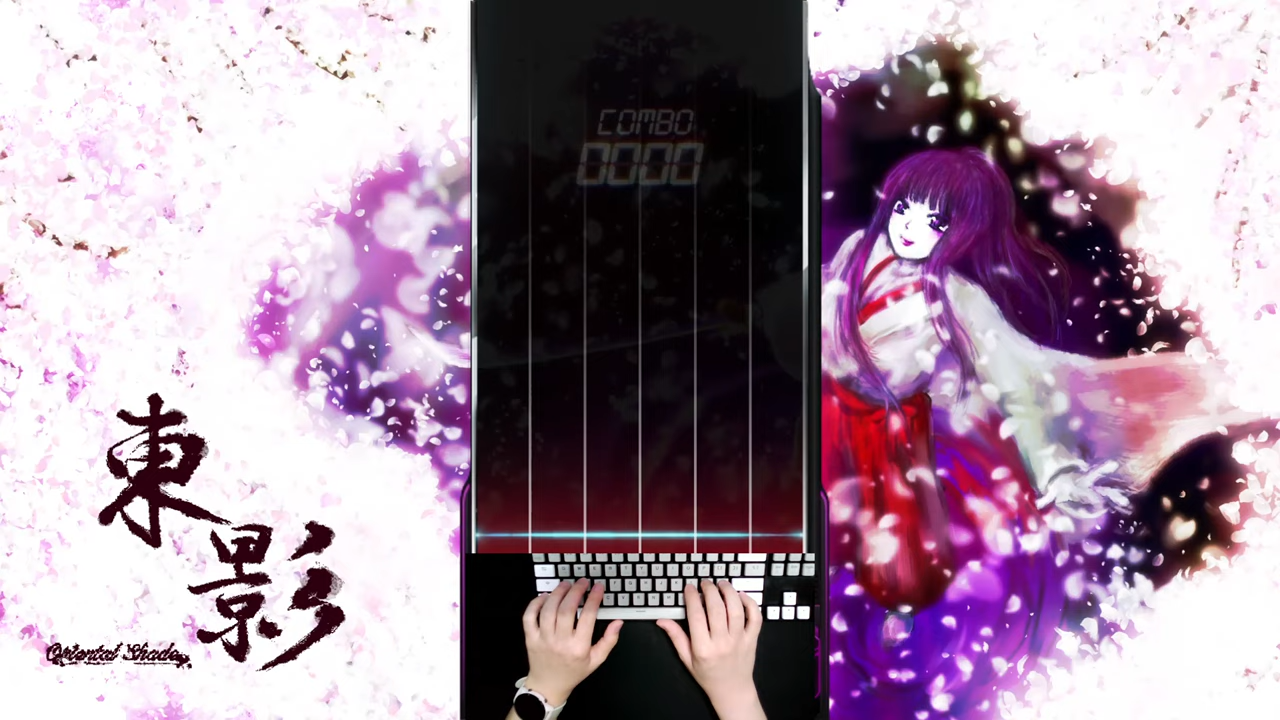 COMBO
0000
東
影
Oriental Shade